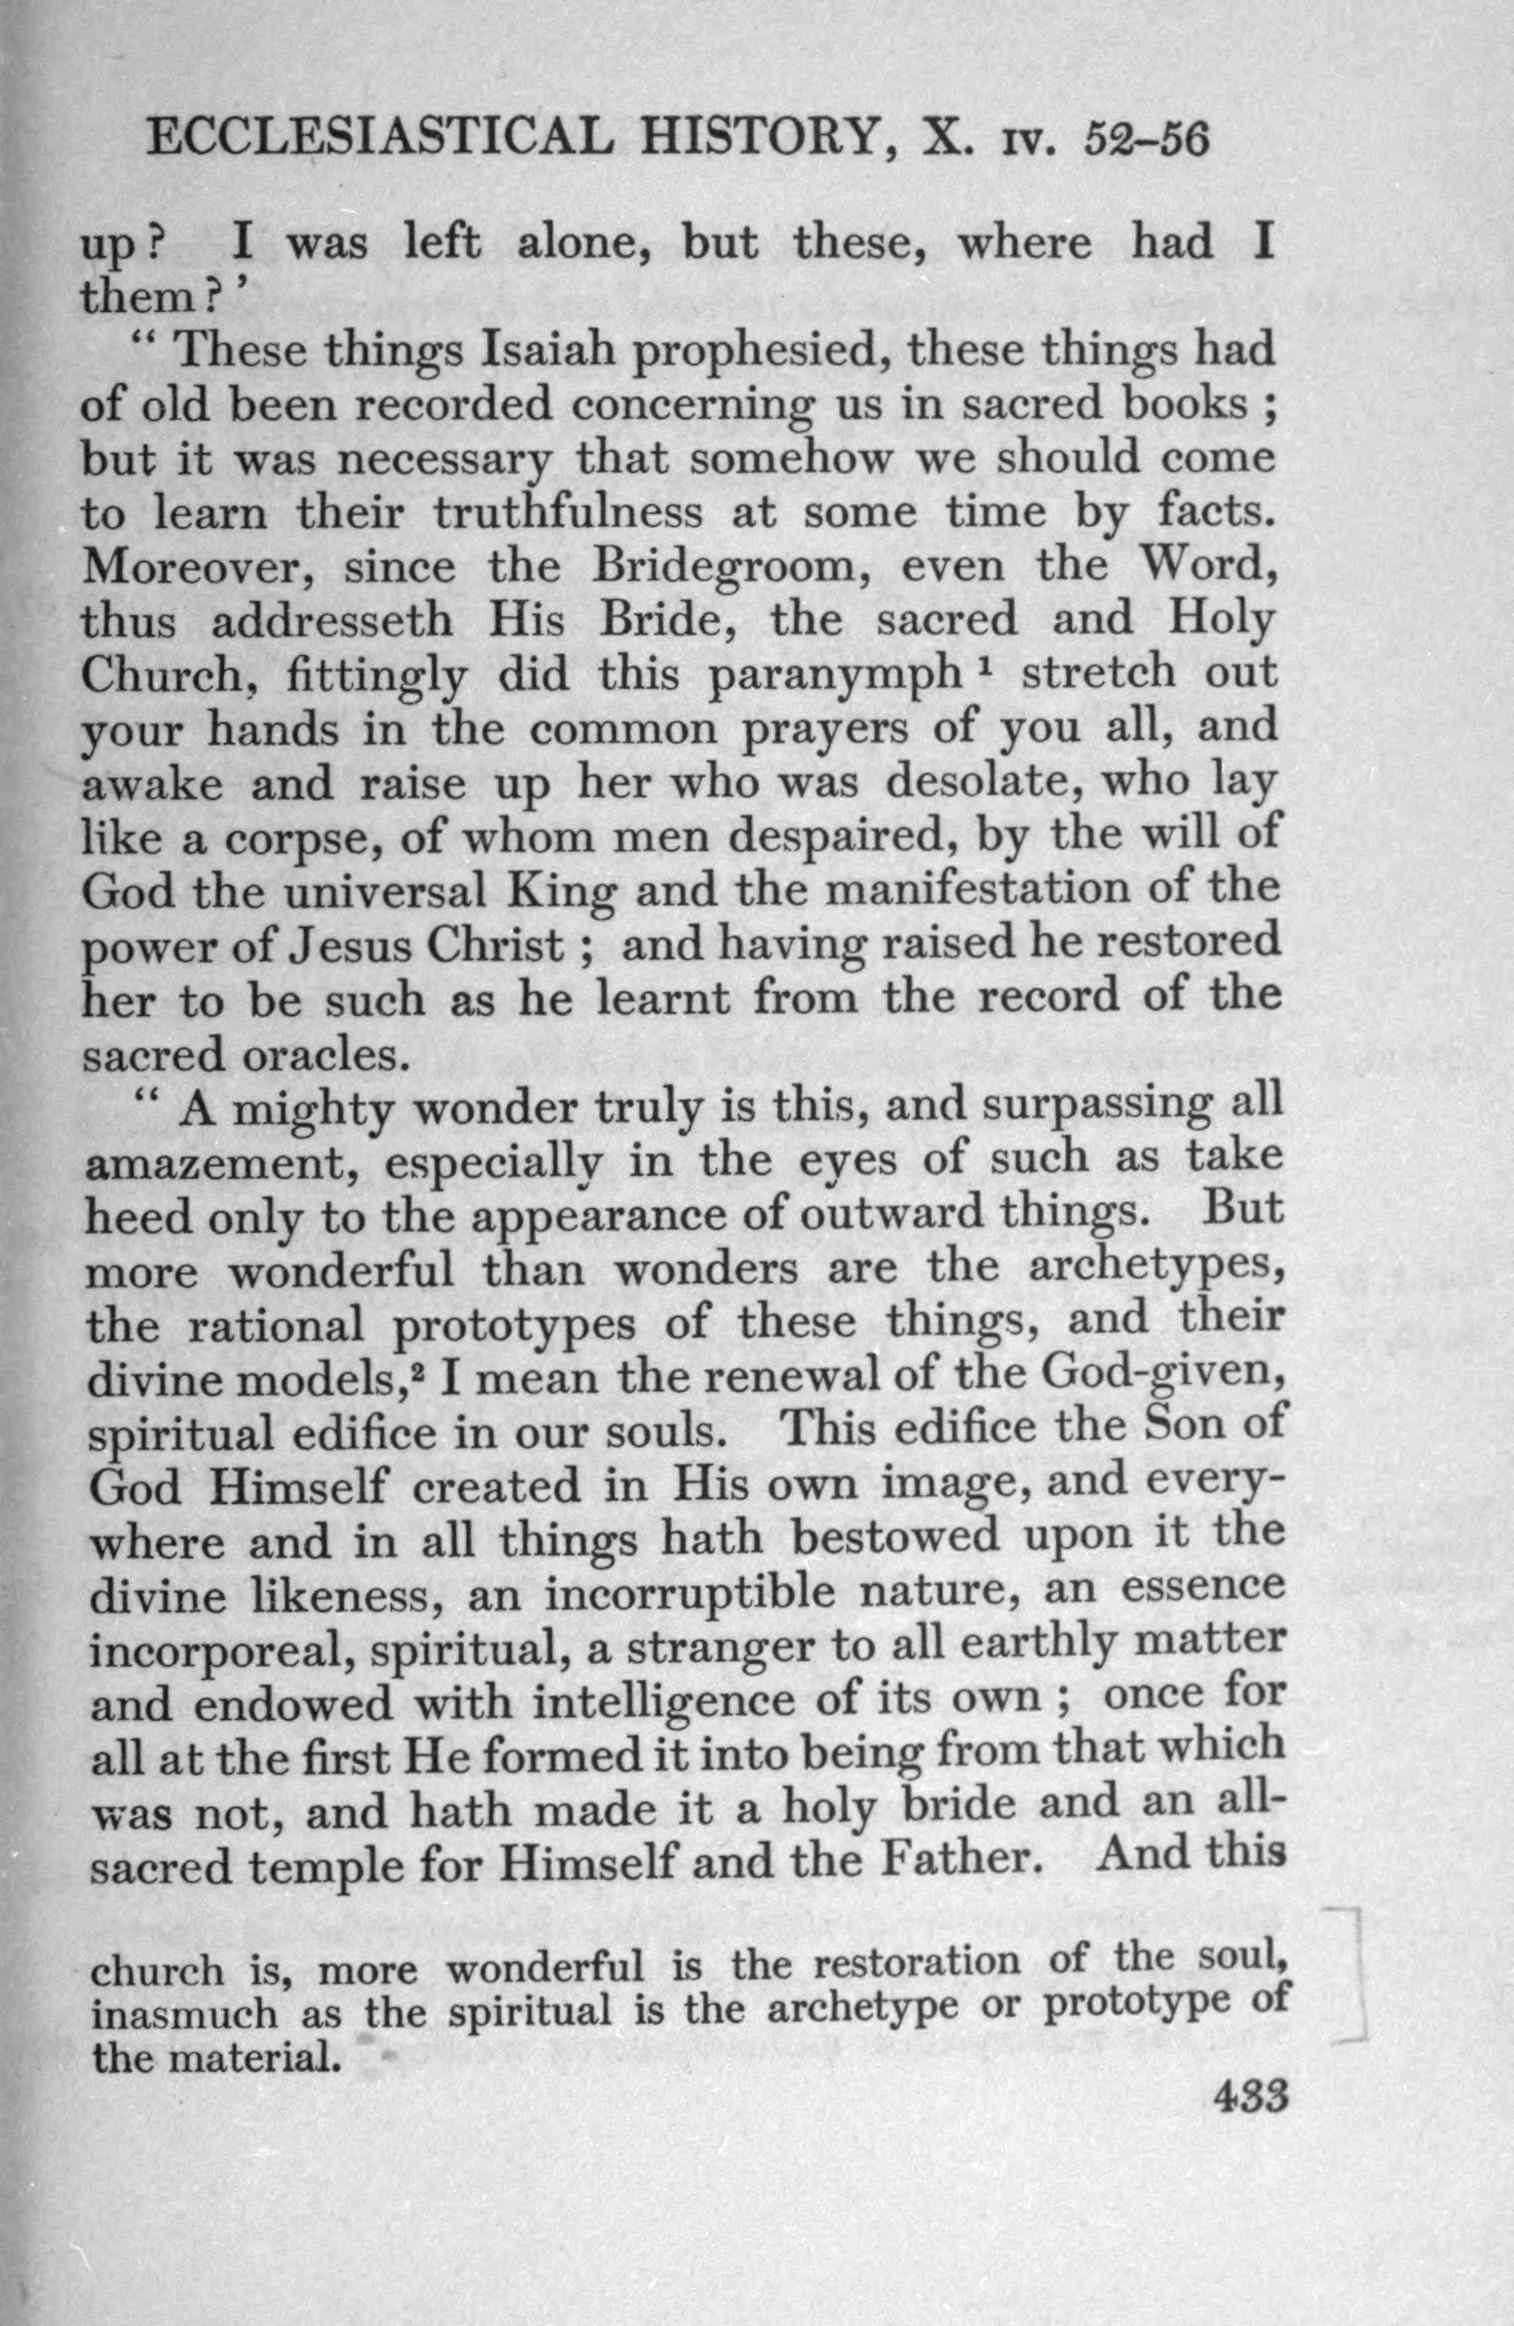 ECCLESIASTICAL HISTORY, X. IV. 52–56
up? I was left alone, but these, where had I
them?’
“ These things Isaiah prophesied, these things had
of old been recorded concerning us in sacred books ;
but it was necessary that somehow we should come
to learn their truthfulness at some time by facts.
Moreover, since the Bridegroom, even the Word,
thus addresseth His Bride, the sacred and Holy
Church, fittingly did this paranymph ¹ stretch out
your hands in the common prayers of you all, and
awake and raise up her who was desolate, who lay
like a corpse, of whom men despaired, by the will of
God the universal King and the manifestation of the
power of Jesus Christ ; and having raised he restored
her to be such as he learnt from the record of the
sacred oracles.
“ A mighty wonder truly is this, and surpassing all
amazement, especially in the eyes of such as take
heed only to the appearance of outward things. But
more wonderful than wonders are the archetypes,
the rational prototypes of these things, and their
divine models,² I mean the renewal of the God-given,
spiritual edifice in our souls. This edifice the Son of
God Himself created in His own image, and every-
where and in all things hath bestowed upon it the
divine likeness, an incorruptible nature, an essence
incorporeal, spiritual, a stranger to all earthly matter
and endowed with intelligence of its own ; once for
all at the first He formed it into being from that which
was not, and hath made it a holy bride and an all-
sacred temple for Himself and the Father. And this
church is, more wonderful is the restoration of the soul,
inasmuch as the spiritual is the archetype or prototype of
the material.
433